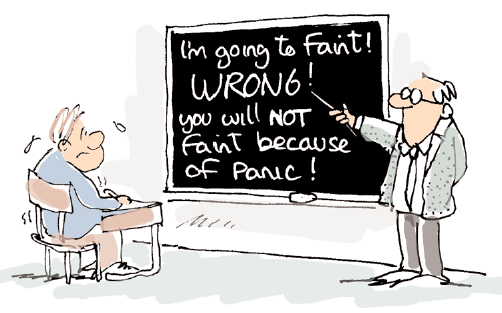 I'm going to Faint!
WRONG!
you will NOT
Faint because
of Panic!